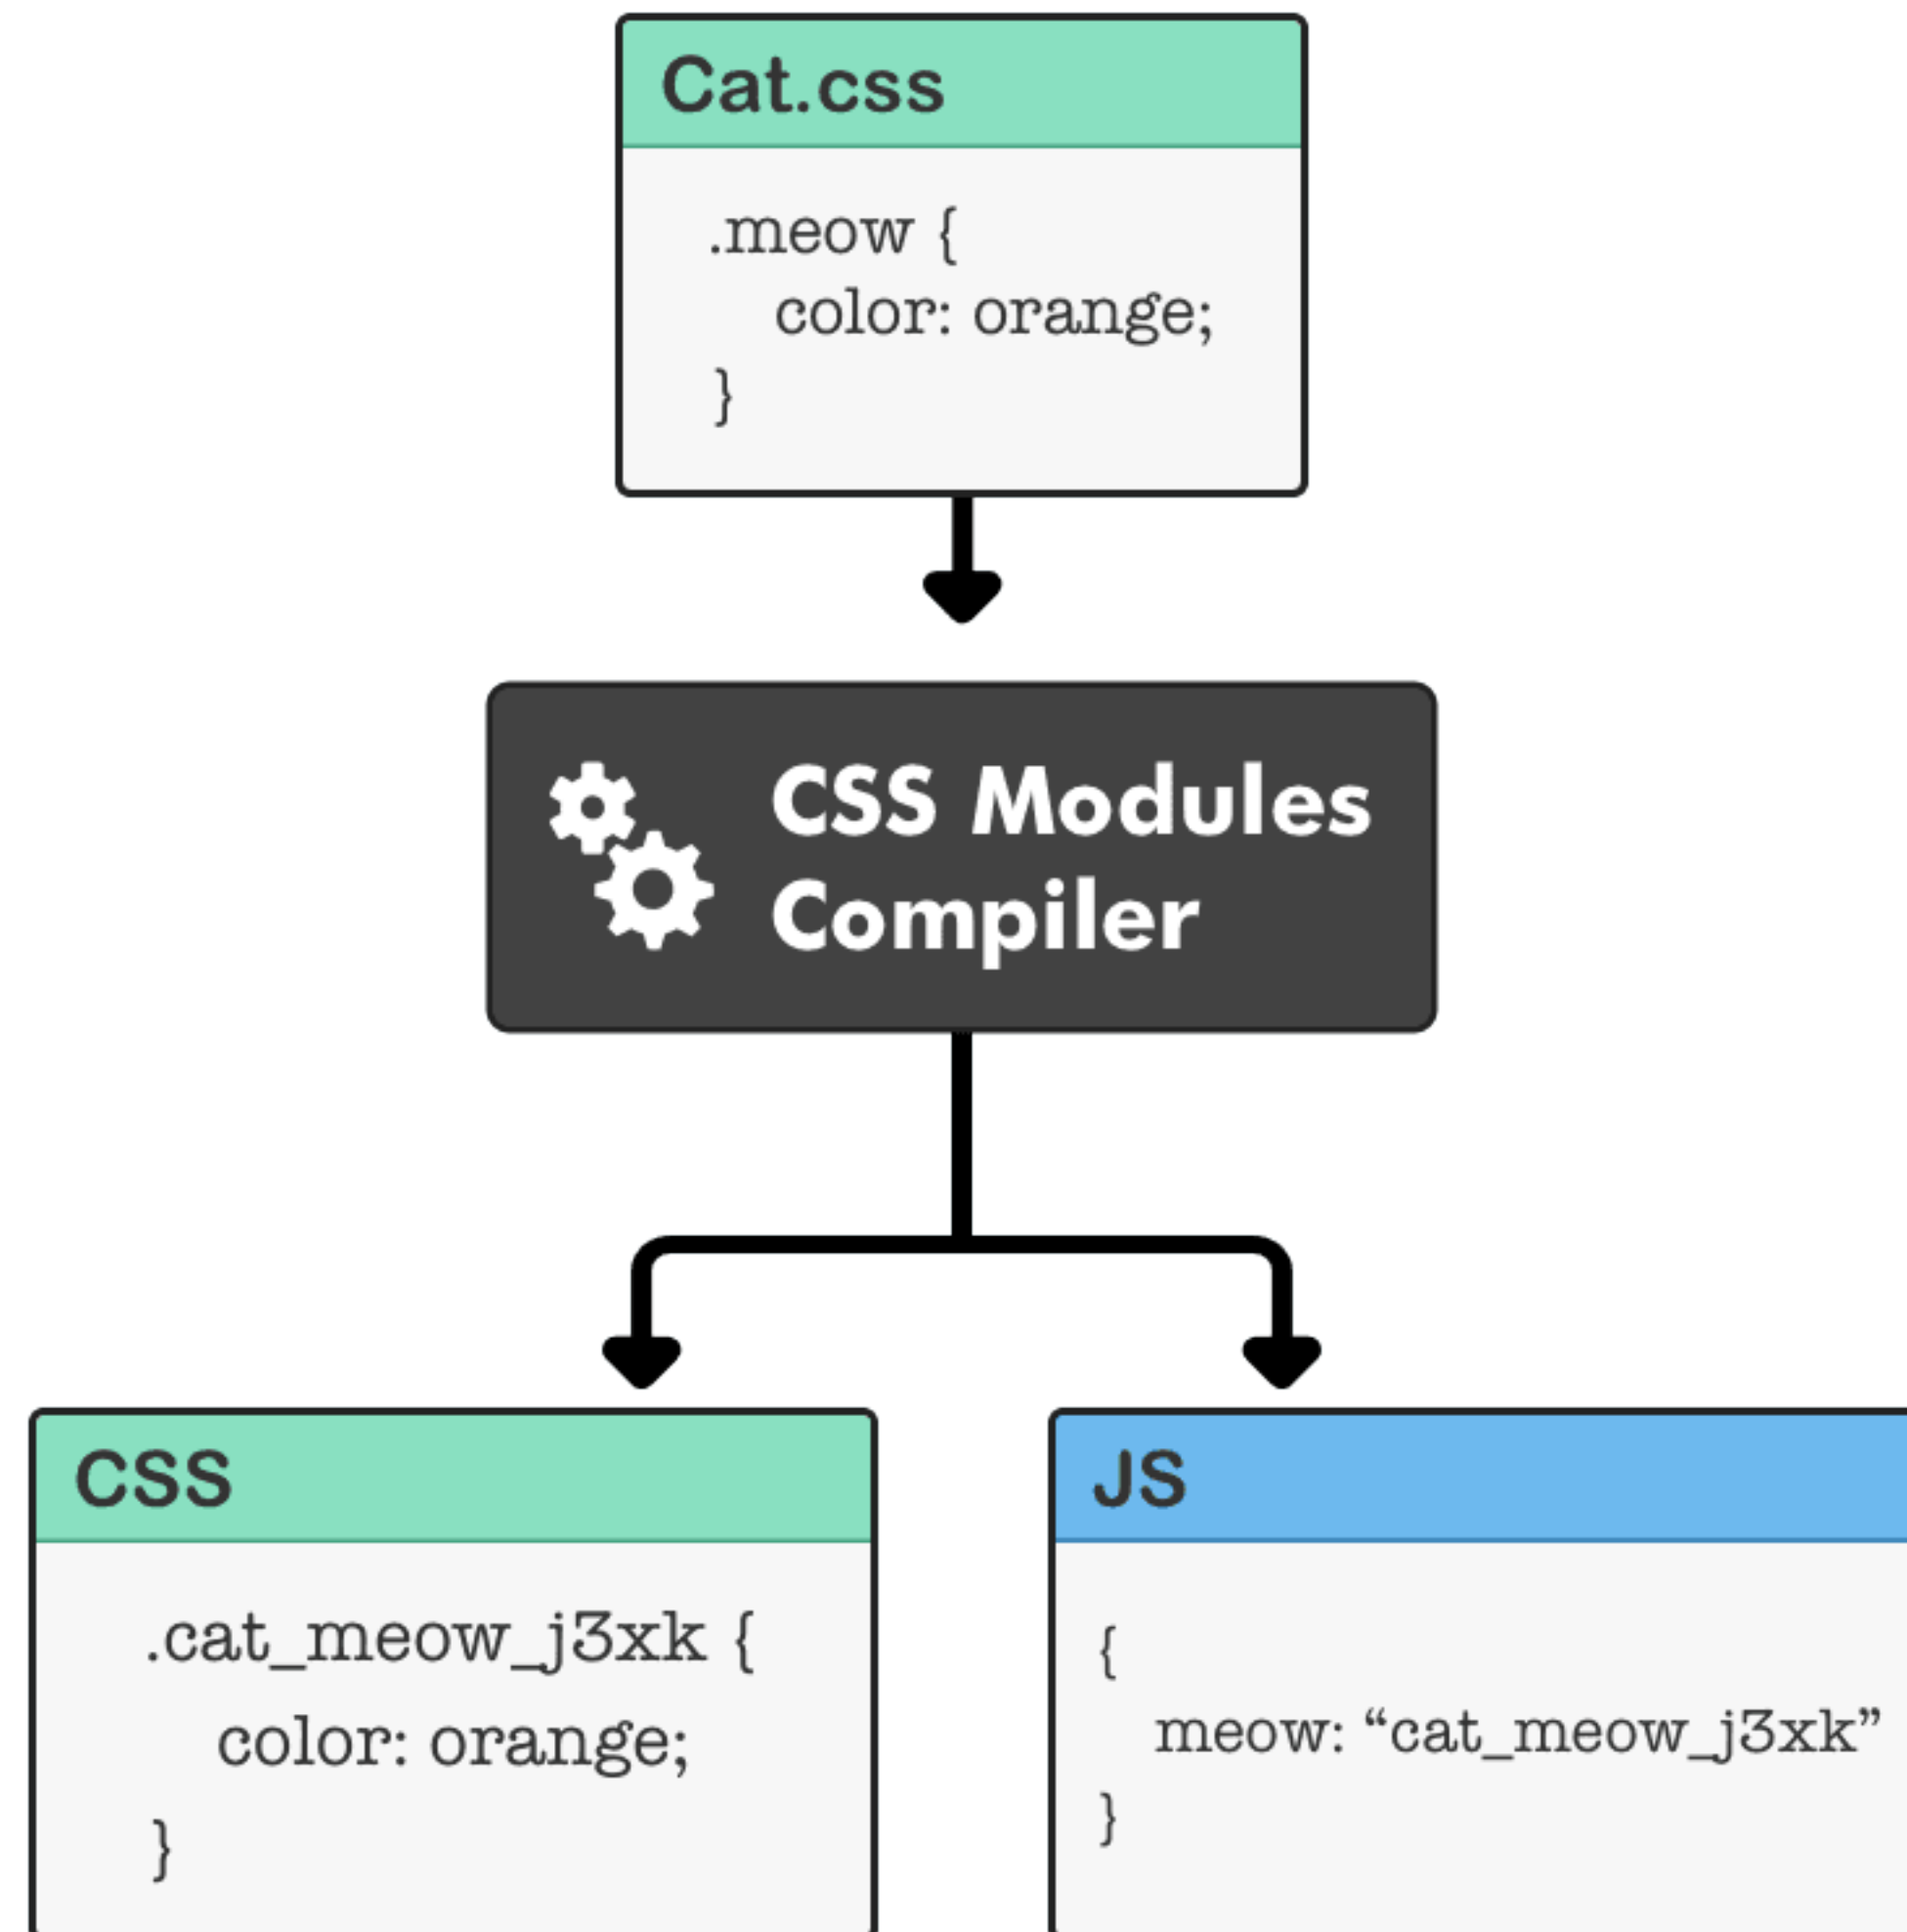 Cat.css
.meow {
color: orange;
}
CSS Modules
Compiler
CSS
.cat_meow_j3xk {
color: orange;
}
JS
{
meow: “cat_meow_j3xk”
}